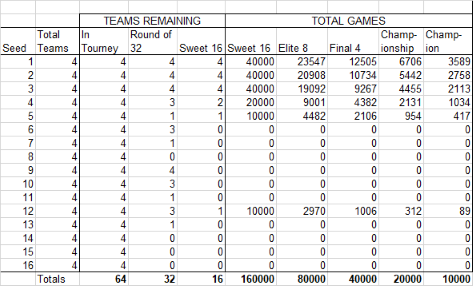 TEAMS REMAINING TOTAL GAMES
Total In Round of Champ- Champ-
Seed Teams Tourney 32 Sweet 16 Sweet 16 Elite 8 Final 4 ionship ion
1 4 4 4 4 40000 23547 12505 6706 3589
2 4 4 4 4 40000 20908 10734 5442 2758
3 4 4 4 4 40000 19092 9267 4455 2113
4 4 4 3 2 20000 9001 4382 2131 1034
5 4 4 1 1 10000 4482 2106 954 417
6 4 4 3 0 0 0 0 0 0
7 4 4 1 0 0 0 0 0 0
8 4 4 0 0 0 0 0 0 0
9 4 4 4 0 0 0 0 0 0
10 4 4 3 0 0 0 0 0 0
11 4 4 1 0 0 0 0 0 0
12 4 4 3 1 10000 2970 1006 312 89
13 4 4 1 0 0 0 0 0 0
14 4 4 0 0 0 0 0 0 0
15 4 4 0 0 0 0 0 0 0
16 4 4 0 0 0 0 0 0 0
Totals 64 32 16 160000 80000 40000 20000 10000